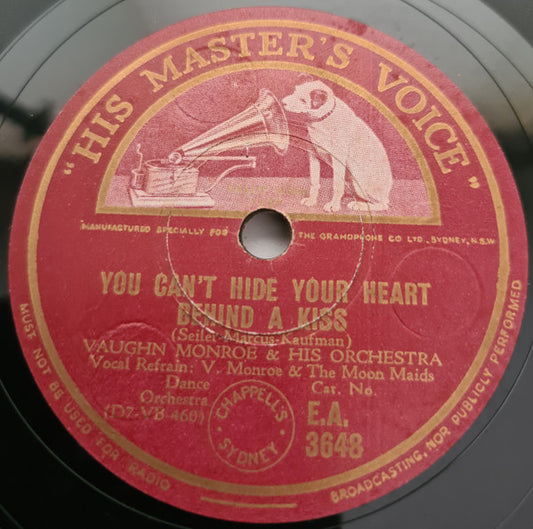 "HIS MASTER'S VOICE"
MANUFACTURED SPECIALLY FOR THE GRAMOPHONE CO LTD., SYDNEY, N.S.W
YOU CAN'T HIDE YOUR HEART
BEHIND A KISS
(Seiler-Marcus-Kaufman)
VAUGHN MONROE & HIS ORCHESTRA
Vocal Refrain: V. Monroe & The Moon Maids
Dance Cat. No.
Orchestra E.A.
(D7-VB-460) 3648
CHAPPELL'S
SYDNEY
MUST NOT BE USED FOR RADIO BROADCASTING, NOR PUBLICLY PERFORMED